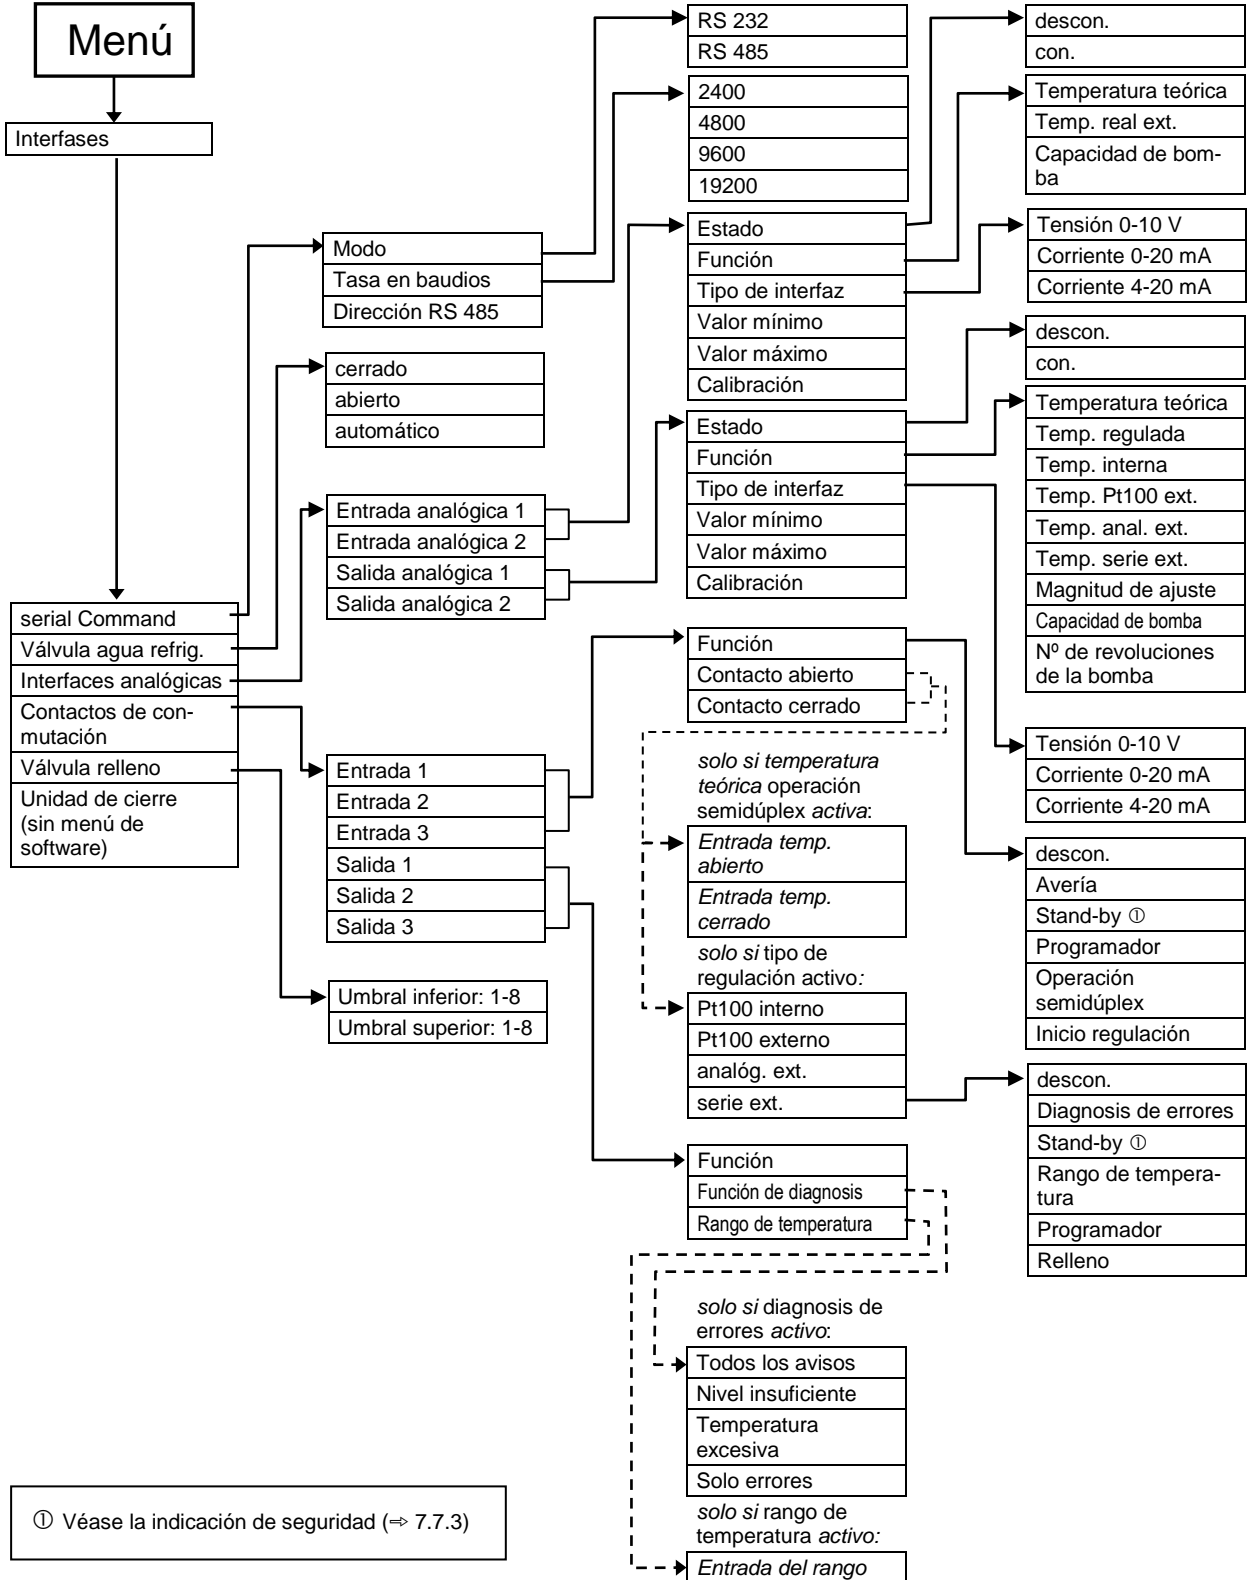 Menú
Interfases
serial Command
Válvula agua refrig.
Interfaces analógicas
Contactos de con-
mutación
Válvula relleno
Unidad de cierre
(sin menú de
software)
Modo
Tasa en baudios
Dirección RS 485
cerrado
abierto
automático
Entrada analógica 1
Entrada analógica 2
Salida analógica 1
Salida analógica 2
Entrada 1
Entrada 2
Entrada 3
Salida 1
Salida 2
Salida 3
Umbral inferior: 1-8
Umbral superior: 1-8
RS 232
RS 485
2400
4800
9600
19200
Estado
Función
Tipo de interfaz
Valor mínimo
Valor máximo
Calibración
Estado
Función
Tipo de interfaz
Valor mínimo
Valor máximo
Calibración
Función
Contacto abierto
Contacto cerrado
solo si temperatura
teórica operación
semidúplex activa:
Entrada temp.
abierto
Entrada temp.
cerrado
solo si tipo de
regulación activo:
Pt100 interno
Pt100 externo
analóg. ext.
serie ext.
Función
Función de diagnosis
Rango de temperatura
solo si diagnosis de
errores activo:
Todos los avisos
Nivel insuficiente
Temperatura
excesiva
Solo errores
solo si rango de
temperatura activo:
Entrada del rango
descon.
con.
Temperatura teórica
Temp. real ext.
Capacidad de bom-
ba
Tensión 0-10 V
Corriente 0-20 mA
Corriente 4-20 mA
descon.
con.
Temperatura teórica
Temp. regulada
Temp. interna
Temp. Pt100 ext.
Temp. anal. ext.
Temp. serie ext.
Magnitud de ajuste
Capacidad de bomba
Nº de revoluciones
de la bomba
Tensión 0-10 V
Corriente 0-20 mA
Corriente 4-20 mA
descon.
Avería
Stand-by ①
Programador
Operación
semidúplex
Inicio regulación
descon.
Diagnosis de errores
Stand-by ①
Rango de tempera-
tura
Programador
Relleno
① Véase la indicación de seguridad (⇨ 7.7.3)